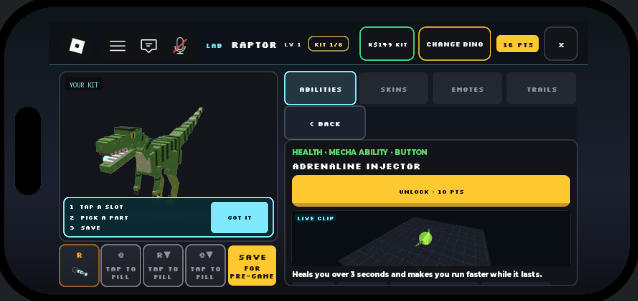 LAB RAPTOR LV 1 KIT 1/8 R$199 KIT CHANGE DINO 16 PTS X
YOUR KIT
1 TAP A SLOT
2 PICK A PART
3 SAVE
GOT IT
R
TAP TO FILL
R▼ TAP TO FILL
TAP TO FILL
SAVE FOR PRE-GAME
ABILITIES SKINS EMOTES TRAILS
< BACK
HEALTH · MECHA ABILITY · BUTTON
ADRENALINE INJECTOR
UNLOCK · 10 PTS
LIVE CLIP
Heals you over 3 seconds and makes you run faster while it lasts.